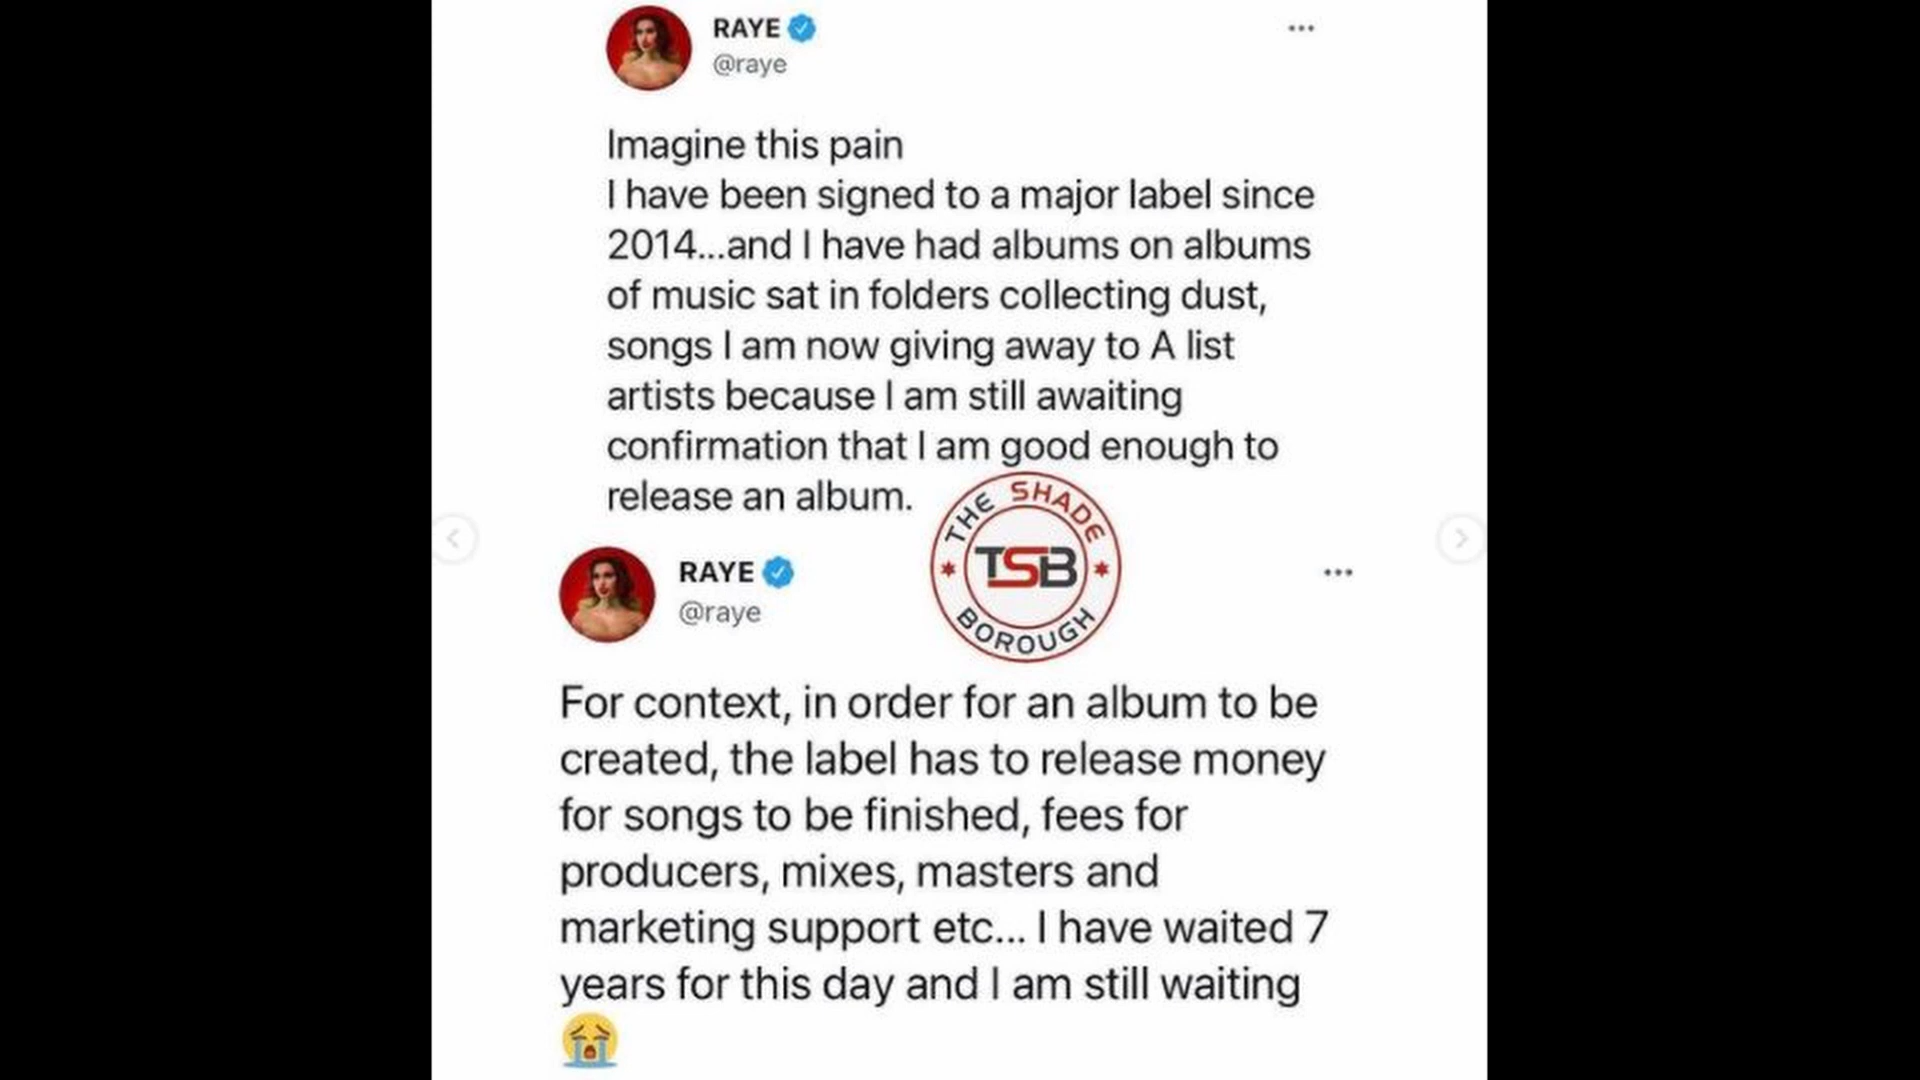 RAYE
@raye
Imagine this pain
I have been signed to a major label since
2014...and I have had albums on albums
of music sat in folders collecting dust,
songs I am now giving away to A list
artists because I am still awaiting
confirmation that I am good enough to
release an album.
THE SHADE
TSB
BOROUGH
RAYE
@raye
For context, in order for an album to be
created, the label has to release money
for songs to be finished, fees for
producers, mixes, masters and
marketing support etc... I have waited 7
years for this day and I am still waiting
😭